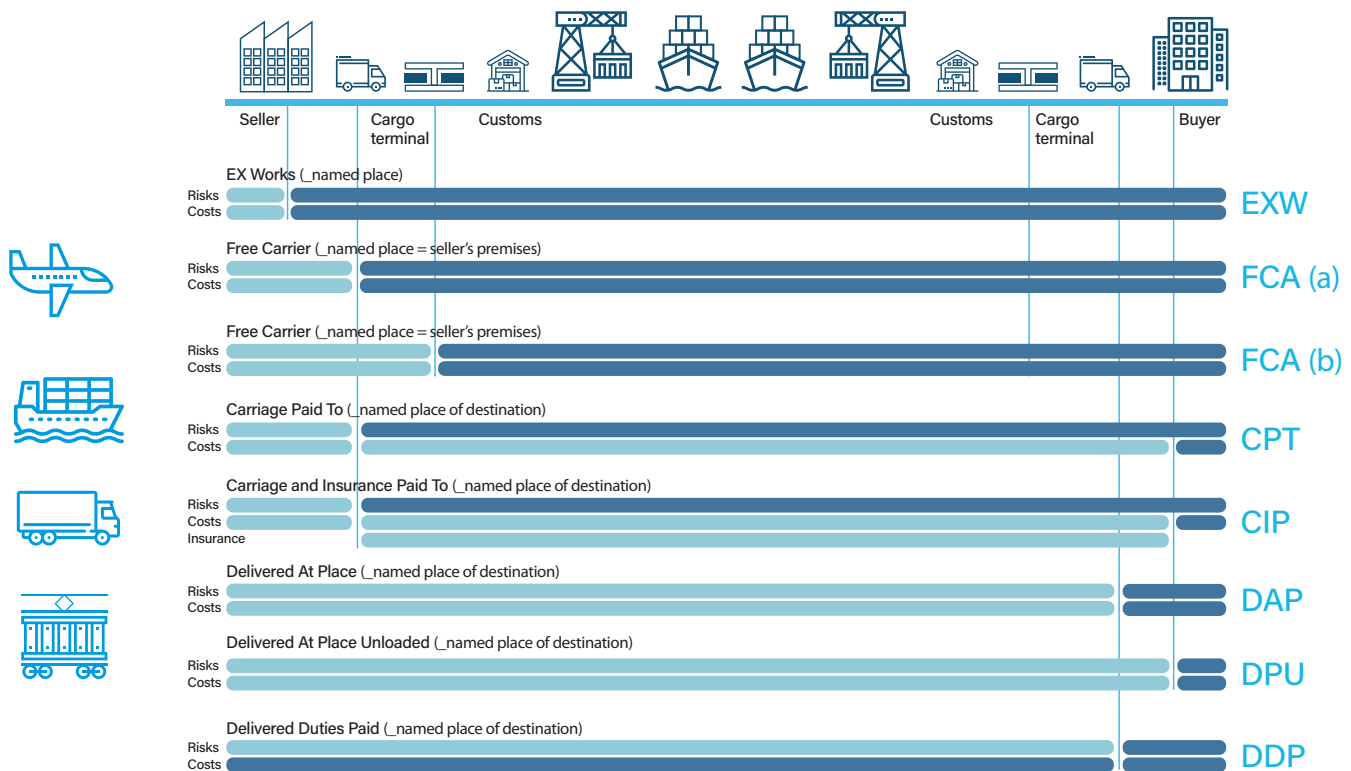 Seller
Cargo
terminal
Customs
Customs
Cargo
terminal
Buyer
EX Works (_named place)
Risks
Costs
EXW
Free Carrier (_named place = seller's premises)
Risks
Costs
FCA (a)
Free Carrier (_named place = seller's premises)
Risks
Costs
FCA (b)
Carriage Paid To (_named place of destination)
Risks
Costs
CPT
Carriage and Insurance Paid To (_named place of destination)
Risks
Costs
Insurance
CIP
Delivered At Place (_named place of destination)
Risks
Costs
DAP
Delivered At Place Unloaded (_named place of destination)
Risks
Costs
DPU
Delivered Duties Paid (_named place of destination)
Risks
Costs
DDP